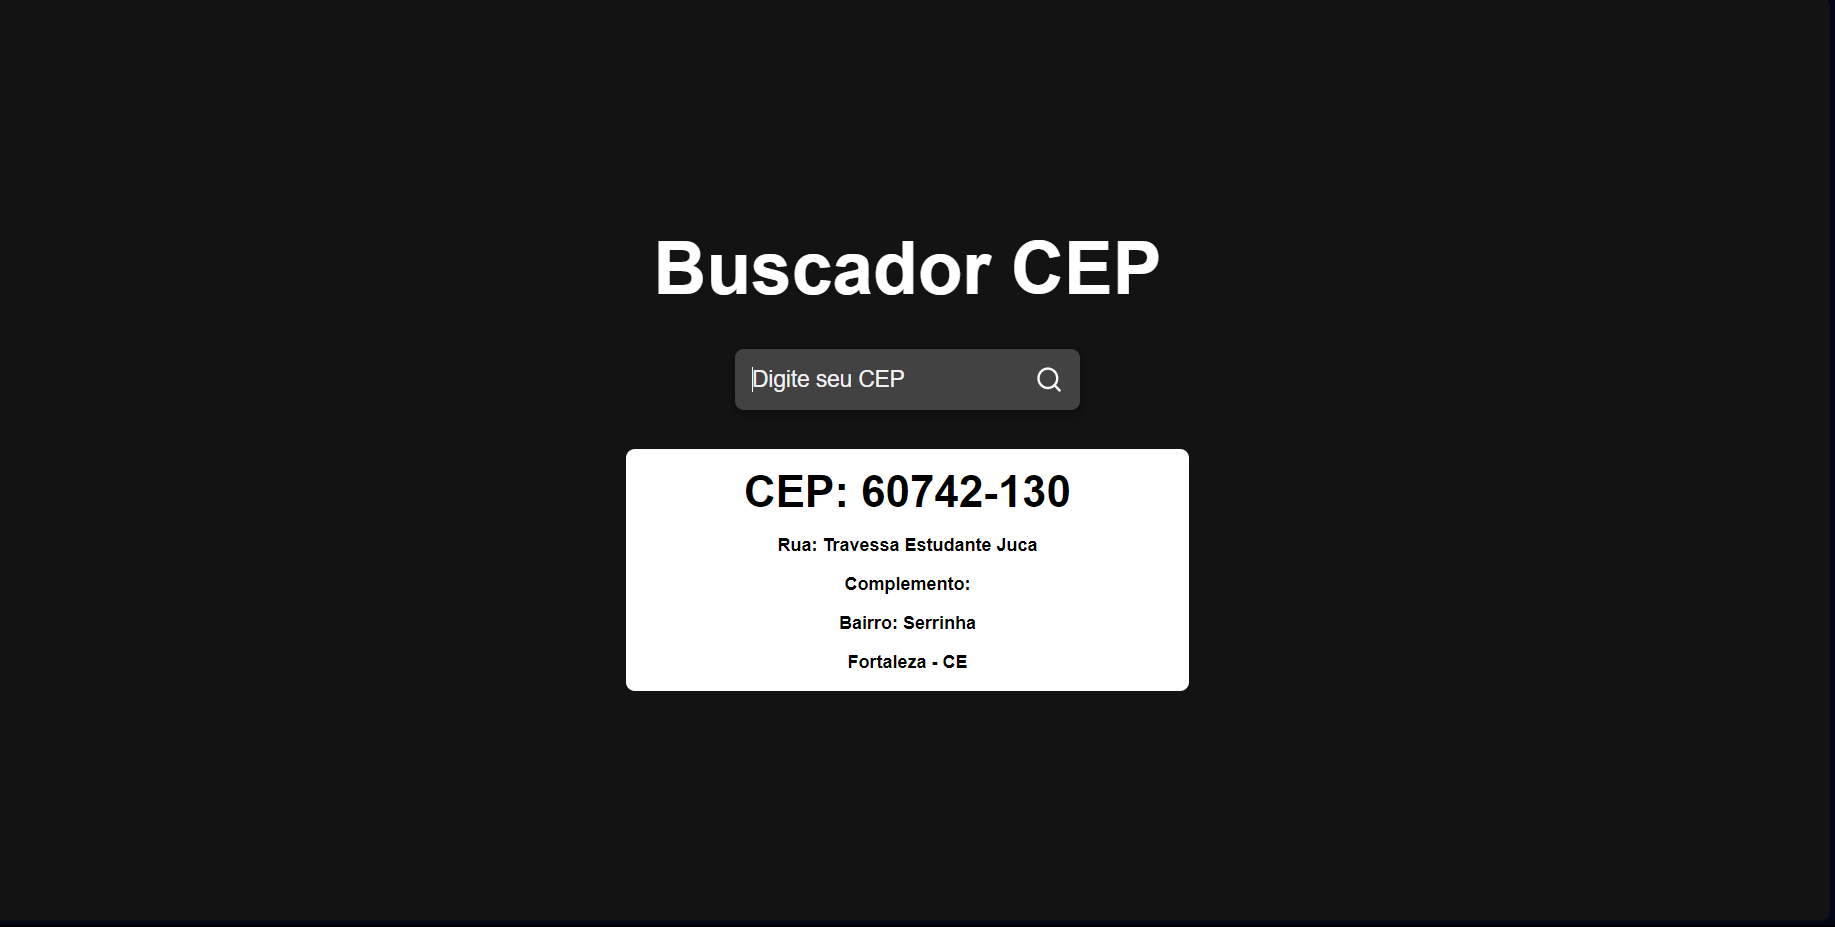 Buscador CEP
Digite seu CEP
CEP: 60742-130
Rua: Travessa Estudante Juca
Complemento:
Bairro: Serrinha
Fortaleza - CE